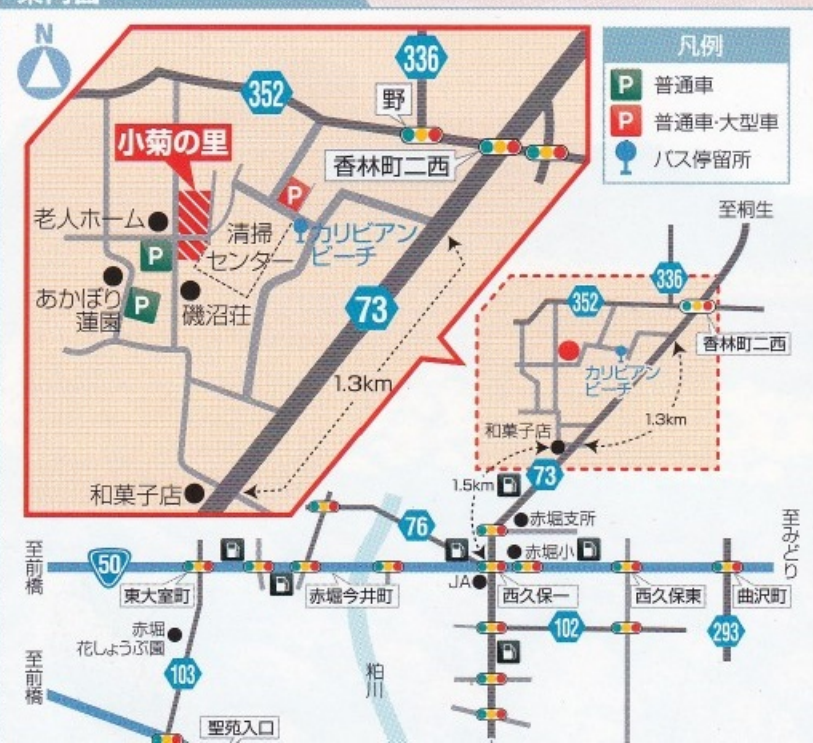 凡例
P 普通車
P 普通車・大型車
バス停留所
N
336
352
野
香林町二西
小菊の里
P
老人ホーム
P
清掃
センター
カリビアン
ビーチ
あかぼり
蓮園
P
磯沼荘
73
1.3km
和菓子店
至桐生
336
352
香林町二西
カリビアン
ビーチ
1.3km
和菓子店
73
1.5km
赤堀支所
76
赤堀小
至前橋
50
至みどり
東大室町
赤堀今井町
JA
西久保一
西久保東
曲沢町
102
293
赤堀
花しょうぶ園
103
至前橋
粕川
聖苑入口